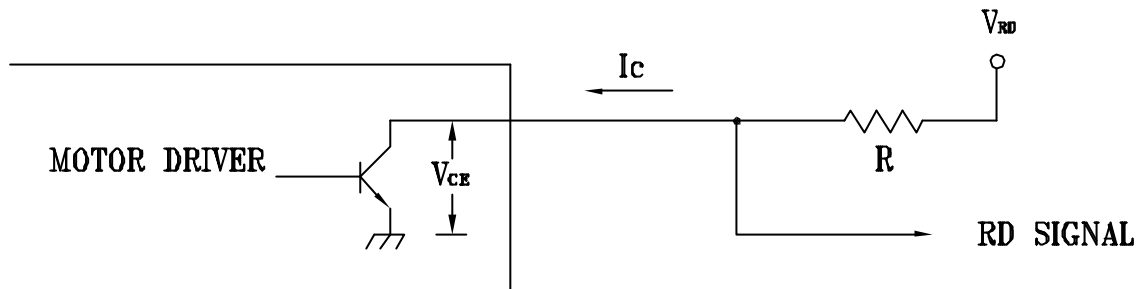 V_RD
Ic
MOTOR DRIVER
V_CE
R
RD SIGNAL